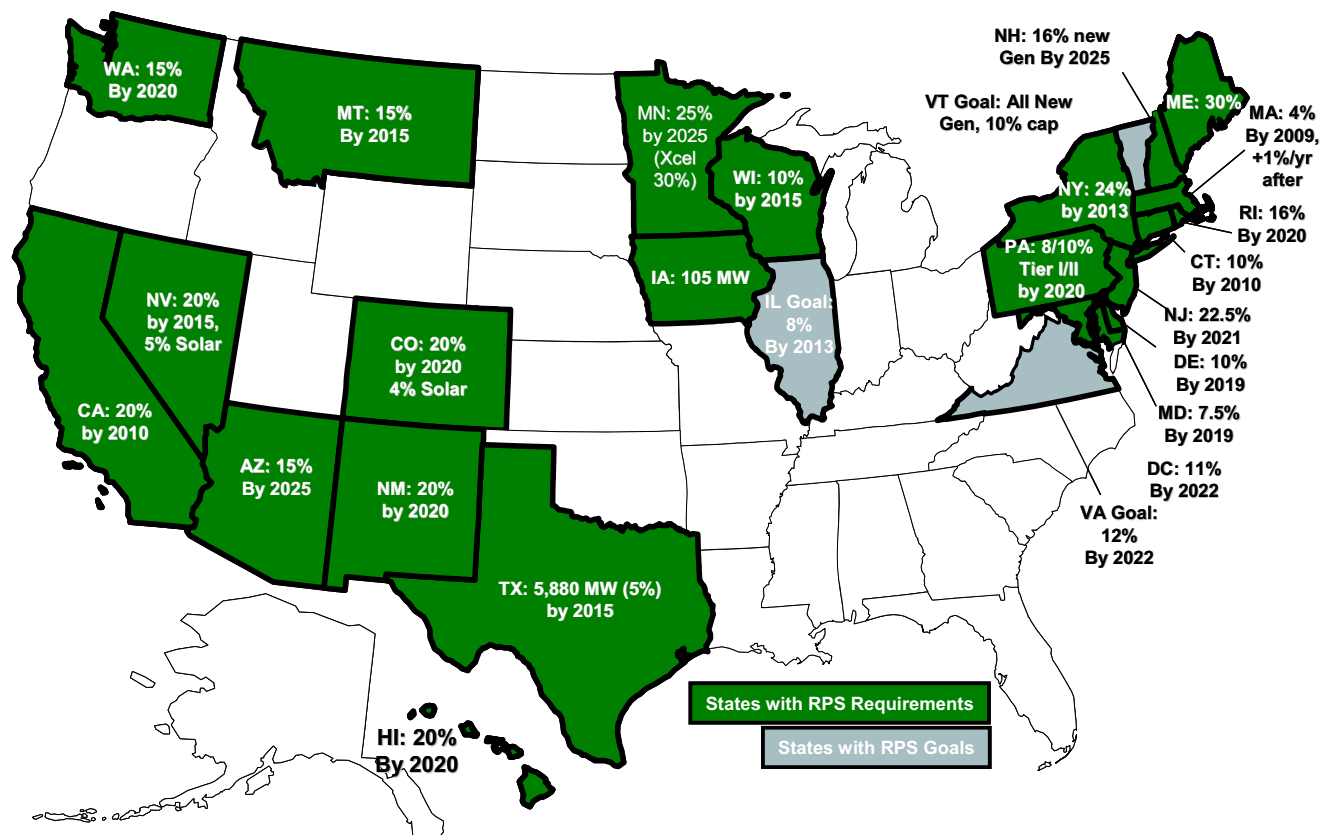 WA: 15%
By 2020
MT: 15%
By 2015
MN: 25%
by 2025
(Xcel
30%)
WI: 10%
by 2015
IA: 105 MW
IL Goal:
8%
By 2013
NV: 20%
by 2015,
5% Solar
CO: 20%
by 2020
4% Solar
CA: 20%
by 2010
AZ: 15%
By 2025
NM: 20%
by 2020
TX: 5,880 MW (5%)
by 2015
HI: 20%
By 2020
NH: 16% new
Gen By 2025
VT Goal: All New
Gen, 10% cap
ME: 30%
MA: 4%
By 2009,
+1%/yr
after
NY: 24%
by 2013
RI: 16%
By 2020
PA: 8/10%
Tier I/II
by 2020
CT: 10%
By 2010
NJ: 22.5%
By 2021
DE: 10%
By 2019
MD: 7.5%
By 2019
DC: 11%
By 2022
VA Goal:
12%
By 2022
States with RPS Requirements
States with RPS Goals